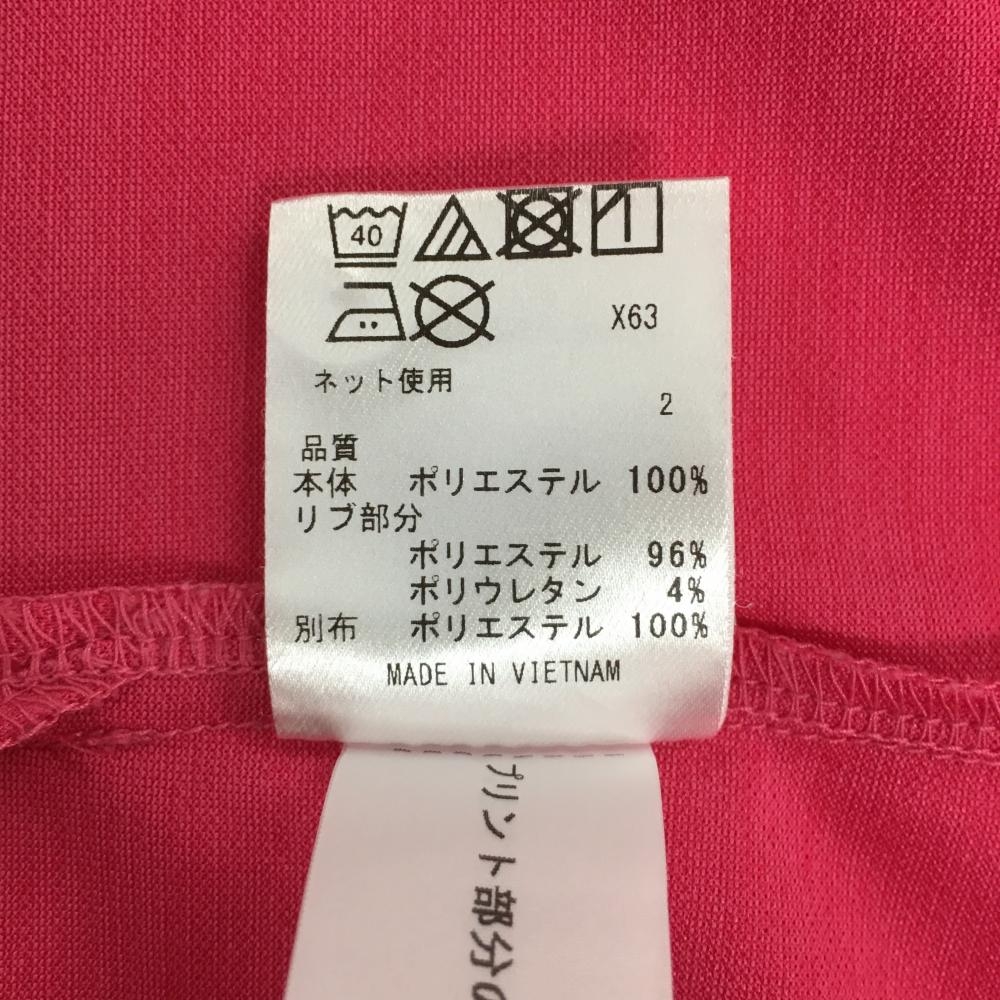 40
X63
ネット使用
2
品質
本体 ポリエステル 100%
リブ部分
ポリエステル 96%
ポリウレタン 4%
別布 ポリエステル 100%
MADE IN VIETNAM
プリント部分の